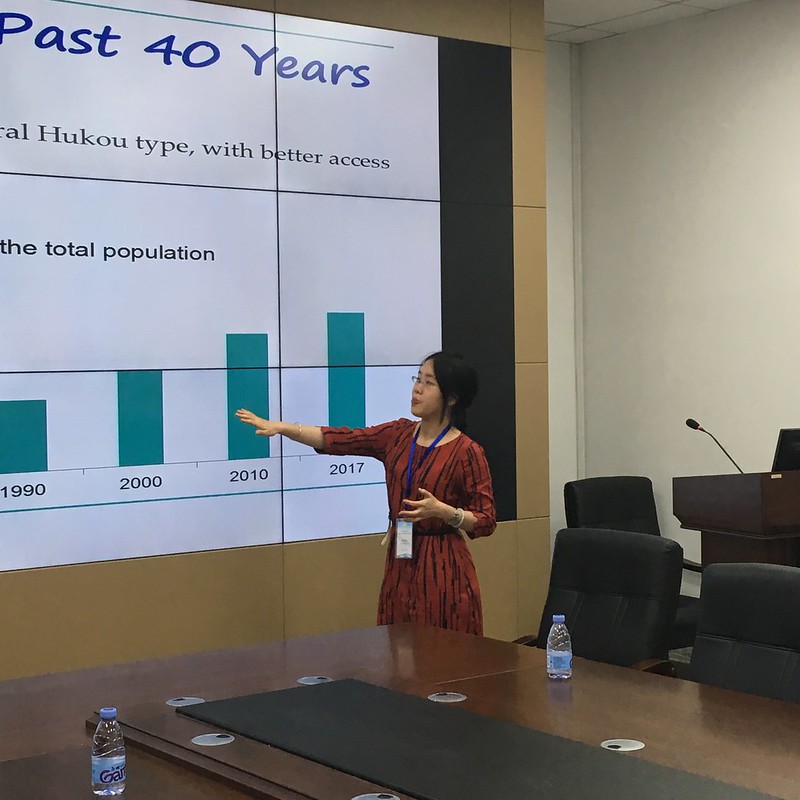 Past 40 Years
ral Hukou type, with better access
the total population
1990
2000
2010
2017